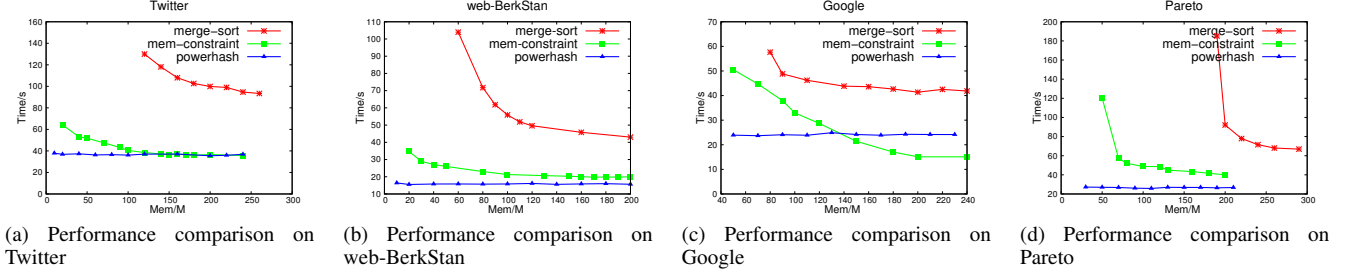 Twitter
160
140
120
100
80
60
40
20
0
0 50 100 150 200 250 300
Time/s
Mem/M
merge-sort
mem-constraint
powerhash
(a) Performance comparison on
Twitter
web-BerkStan
110
100
90
80
70
60
50
40
30
20
10
0 20 40 60 80 100 120 140 160 180 200
Time/s
Mem/M
merge-sort
mem-constraint
powerhash
(b) Performance comparison on
web-BerkStan
Google
70
60
50
40
30
20
10
0
40 60 80 100 120 140 160 180 200 220 240
Time/s
Mem/M
merge-sort
mem-constraint
powerhash
(c) Performance comparison on
Google
Pareto
200
180
160
140
120
100
80
60
40
20
0 50 100 150 200 250 300
Time/s
Mem/M
merge-sort
mem-constraint
powerhash
(d) Performance comparison on
Pareto